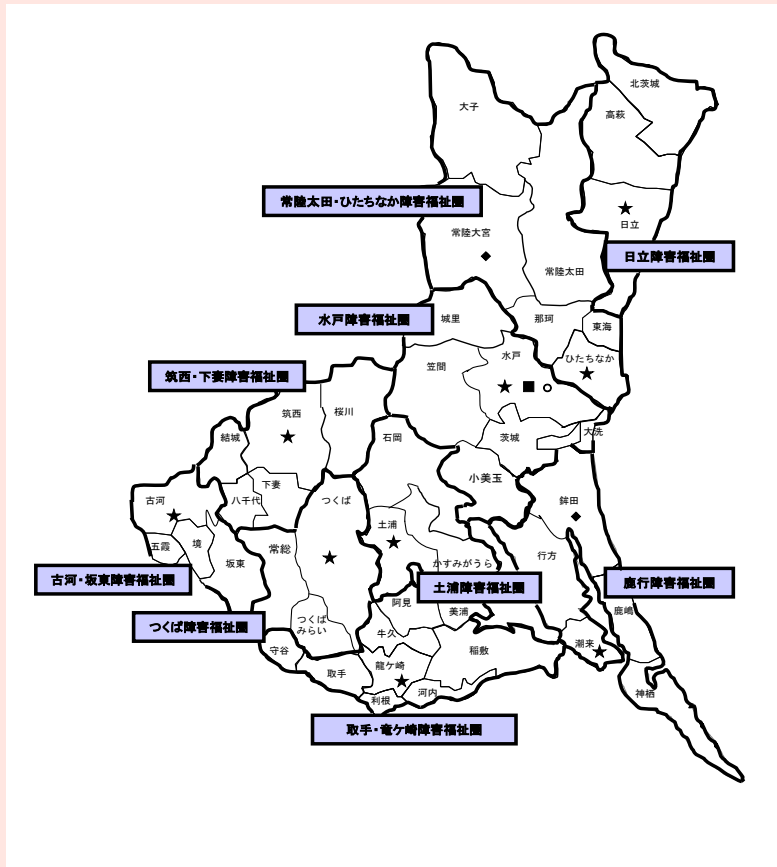 北茨城
大子
高萩
常陸太田・ひたちなか障害福祉圏
日立
常陸大宮
日立障害福祉圏
常陸太田
水戸障害福祉圏
城里
那珂
東海
水戸
ひたちなか
笠間
筑西・下妻障害福祉圏
筑西
桜川
結城
石岡
茨城
大洗
小美玉
下妻
八千代
つくば
古河
鉾田
土浦
五霞
境
坂東
常総
かすみがうら
行方
古河・坂東障害福祉圏
土浦障害福祉圏
鹿行障害福祉圏
阿見
美浦
鹿嶋
つくば障害福祉圏
つくば
みらい
牛久
潮来
守谷
取手
龍ケ崎
稲敷
利根
河内
神栖
取手・竜ケ崎障害福祉圏